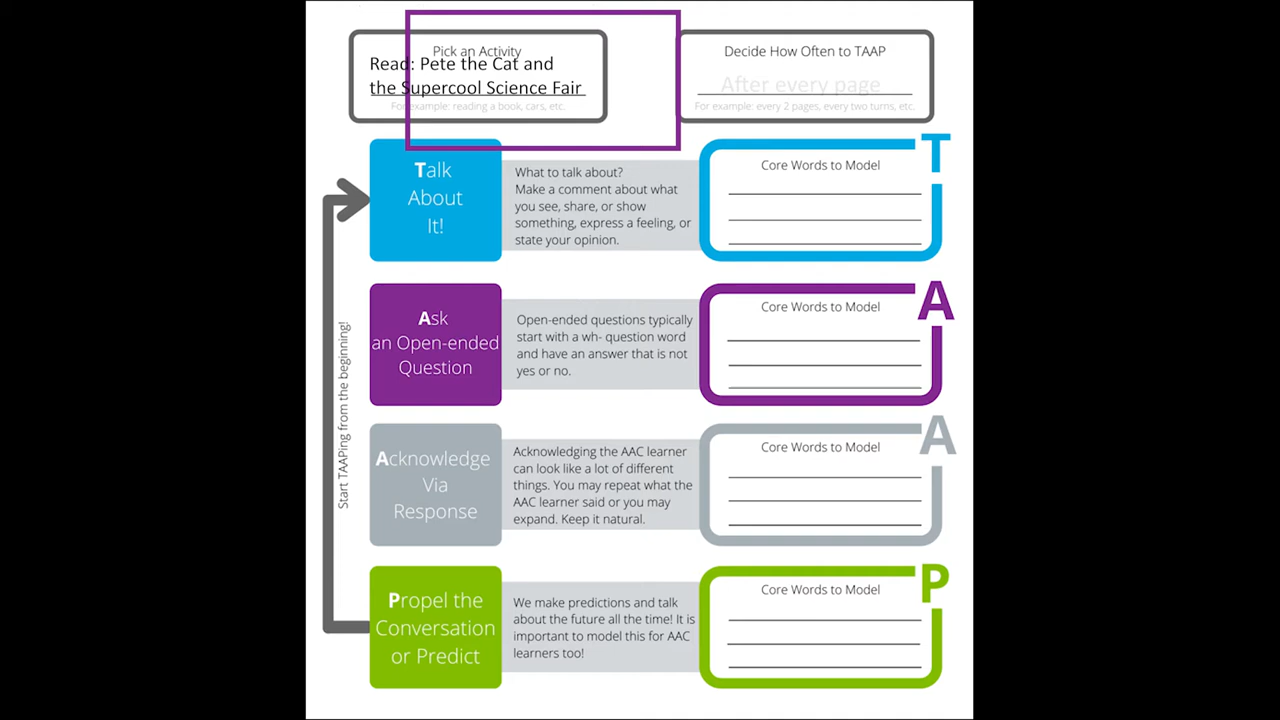 Pick an Activity
Read: Pete the Cat and
the Supercool Science Fair
For example: reading a book, cars, etc.
Decide How Often to TAAP
After every page
For example: every 2 pages, every two turns, etc.
Talk
About
It!
What to talk about?
Make a comment about what
you see, share, or show
something, express a feeling, or
state your opinion.
Core Words to Model
T
Ask
an Open-ended
Question
Open-ended questions typically
start with a wh- question word
and have an answer that is not
yes or no.
Core Words to Model
A
Start TAAPing from the beginning!
Acknowledge
Via
Response
Acknowledging the AAC learner
can look like a lot of different
things. You may repeat what the
AAC learner said or you may
expand. Keep it natural.
Core Words to Model
A
Propel the
Conversation
or Predict
We make predictions and talk
about the future all the time! It is
important to model this for AAC
learners too!
Core Words to Model
P